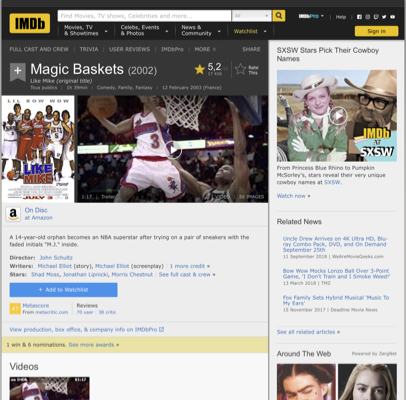 IMDb
Find Movies, TV shows, Celebrities and more...
All
IMDbPro
Help
Movies, TV
& Showtimes
Celebs, Events
& Photos
News &
Community
Watchlist
Sign in
FULL CAST AND CREW | TRIVIA | USER REVIEWS | IMDbPro | MORE
SHARE
Magic Baskets (2002)
Like Mike (original title)
Tous publics | 1h 39min | Comedy, Family, Fantasy | 12 February 2003 (France)
5,2
Rate
This
LIL BOW WOW
LIKE
MIKE
3
1:17 | Trailer
IMAGES
On Disc
at Amazon
A 14-year-old orphan becomes an NBA superstar after trying on a pair of sneakers with the
faded initials "M.J." inside.
Director: John Schultz
Writers: Michael Elliot (story), Michael Elliot (screenplay) | 1 more credit »
Stars: Shad Moss, Jonathan Lipnicki, Morris Chestnut | See full cast & crew »
+ Add to Watchlist
Metascore
From metacritic.com
Reviews
70 user | 38 critic
View production, box office, & company info on IMDbPro
1 win & 6 nominations. See more awards »
Videos
SXSW Stars Pick Their Cowboy
Names
IMDb
at
SXSW
From Princess Blue Rhino to Pumpkin
McSorley's, stars reveal their very unique
cowboy names at SXSW.
Watch now »
Related News
Uncle Drew Arrives on 4K Ultra HD, Blu-
ray Combo Pack, DVD, and On Demand
September 25th
11 September 2018 | WeAreMovieGeeks.com
Bow Wow Mocks Lonzo Ball Over 3-Point
Game, 'I Don't Train and I Smoke Weed!'
13 March 2018 | TMZ
Fox Family Sets Hybrid Musical 'Music To
My Ears'
15 November 2017 | Deadline Movie News
See all related articles »
Around The Web
Powered by ZergNet